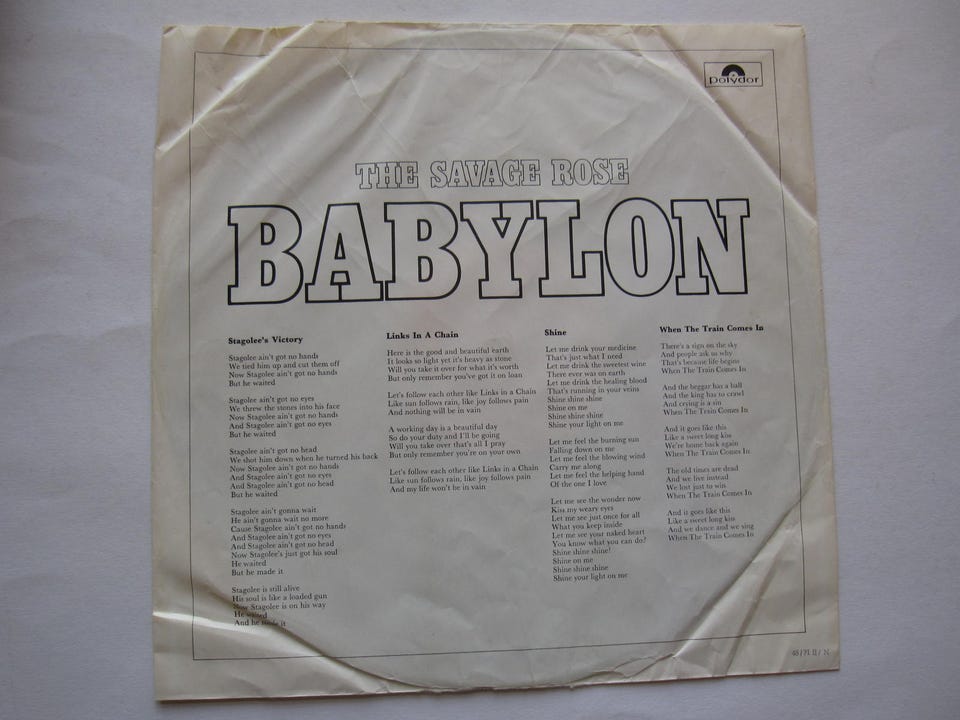 Polydor
THE SAVAGE ROSE
BABYLON
Stagolee's Victory
Stagolee ain't got no hands
We tied him up and cut them off
Now Stagolee ain't got no hands
But he waited
Stagolee ain't got no eyes
We threw the stones into his face
Now Stagolee ain't got no hands
And Stagolee ain't got no eyes
But he waited
Stagolee ain't got no head
We shot him down when he turned his back
Now Stagolee ain't got no hands
And Stagolee ain't got no eyes
And Stagolee ain't got no head
But he waited
Stagolee ain't gonna wait
He ain't gonna wait no more
Cause Stagolee ain't got no hands
And Stagolee ain't got no eyes
And Stagolee ain't got no head
Now Stagolee's just got his soul
He waited
But he made it
Stagolee is still alive
His soul is like a loaded gun
Now Stagolee is on his way
He waited
And he made it
Links In A Chain
Here is the good and beautiful earth
It looks so light yet it's heavy as stone
Will you take it over for what it's worth
But only remember you've got it on loan
Let's follow each other like Links in a Chain
Like sun follows rain, like joy follows pain
And nothing will be in vain
A working day is a beautiful day
So do your duty and I'll be going
Will you take over that's all I pray
But only remember you're on your own
Let's follow each other like Links in a Chain
Like sun follows rain, like joy follows pain
And my life won't be in vain
Shine
Let me drink your medicine
That's just what I need
Let me drink the sweetest wine
There ever was on earth
Let me drink the healing blood
That's running in your veins
Shine shine shine
Shine on me
Shine shine shine
Shine your light on me
Let me feel the burning sun
Falling down on me
Let me feel the blowing wind
Carry me along
Let me feel the helping hand
Of the one I love
Let me see the wonder now
Kiss my weary eyes
Let me see just once for all
What you keep inside
Let me see your naked heart
You know what you can do?
Shine shine shine!
Shine on me
Shine shine shine
Shine your light on me
When The Train Comes In
There's a sign on the sky
And people ask us why
That's because life begins
When The Train Comes In
And the beggar has a ball
And the king has to crawl
And crying is a sin
When The Train Comes In
And it goes like this
Like a sweet long kiss
We're home back again
When The Train Comes In
The old times are dead
And we live instead
We lost just to win
When The Train Comes In
And it goes like this
Like a sweet long kiss
And we dance and we sing
When The Train Comes In